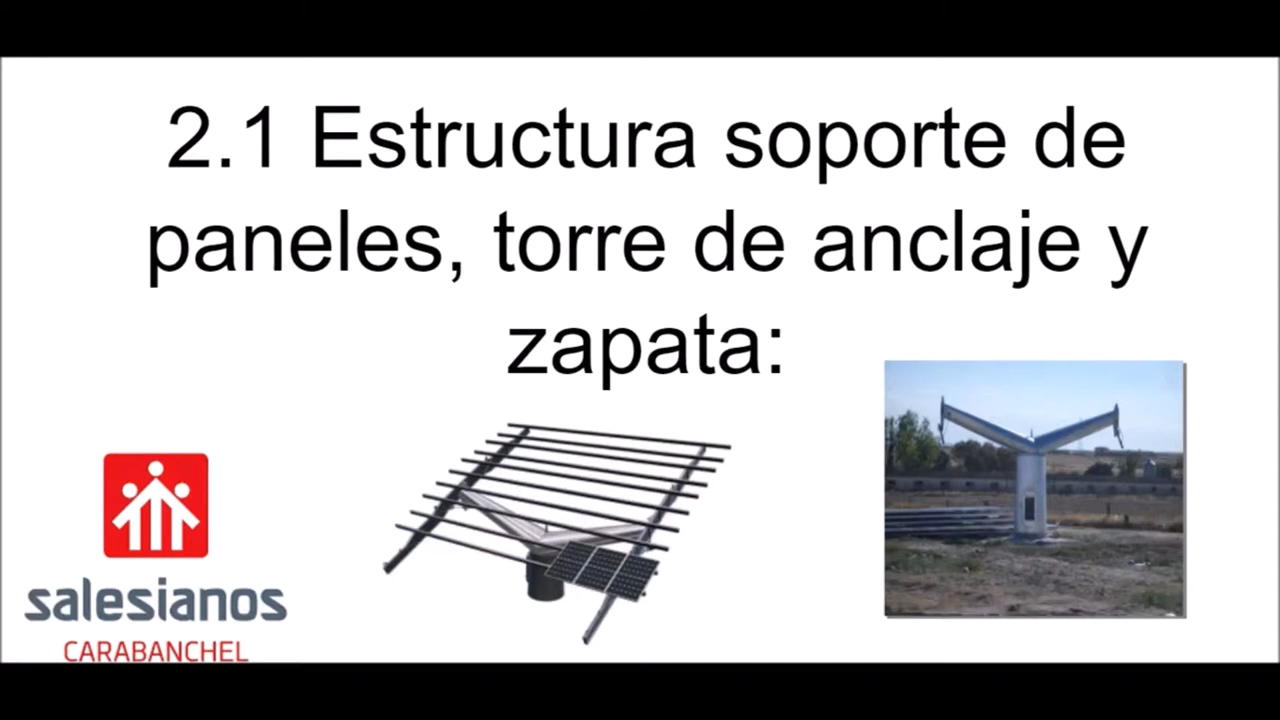 2.1 Estructura soporte de
paneles, torre de anclaje y
zapata:
salesianos
CARABANCHEL